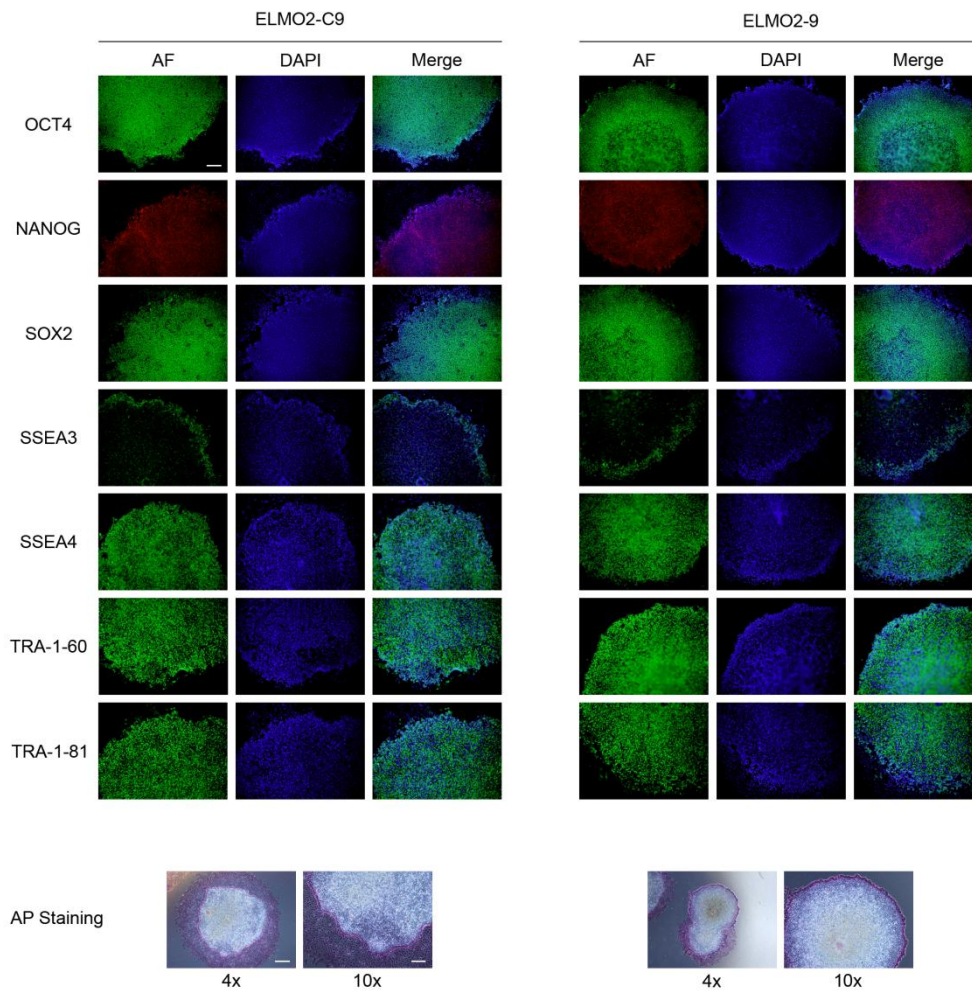 ELMO2-C9 ELMO2-9
AF DAPI Merge AF DAPI Merge
OCT4
NANOG
SOX2
SSEA3
SSEA4
TRA-1-60
TRA-1-81
AP Staining
4x 10x 4x 10x